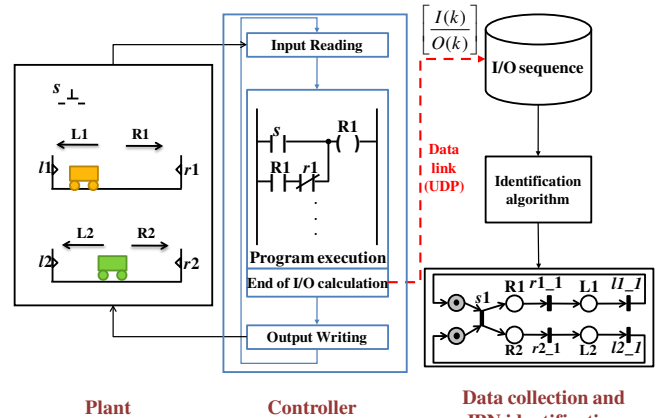 Input Reading
[I(k)/O(k)]
I/O sequence
s
L1 R1
l1 r1
L2 R2
l2 r2
s R1
R1 r1
Program execution
End of I/O calculation
Output Writing
Data
link
(UDP)
Identification
algorithm
s1 R1 r1_1 L1 l1_1
R2 r2_1 L2 l2_1
Plant
Controller
Data collection and